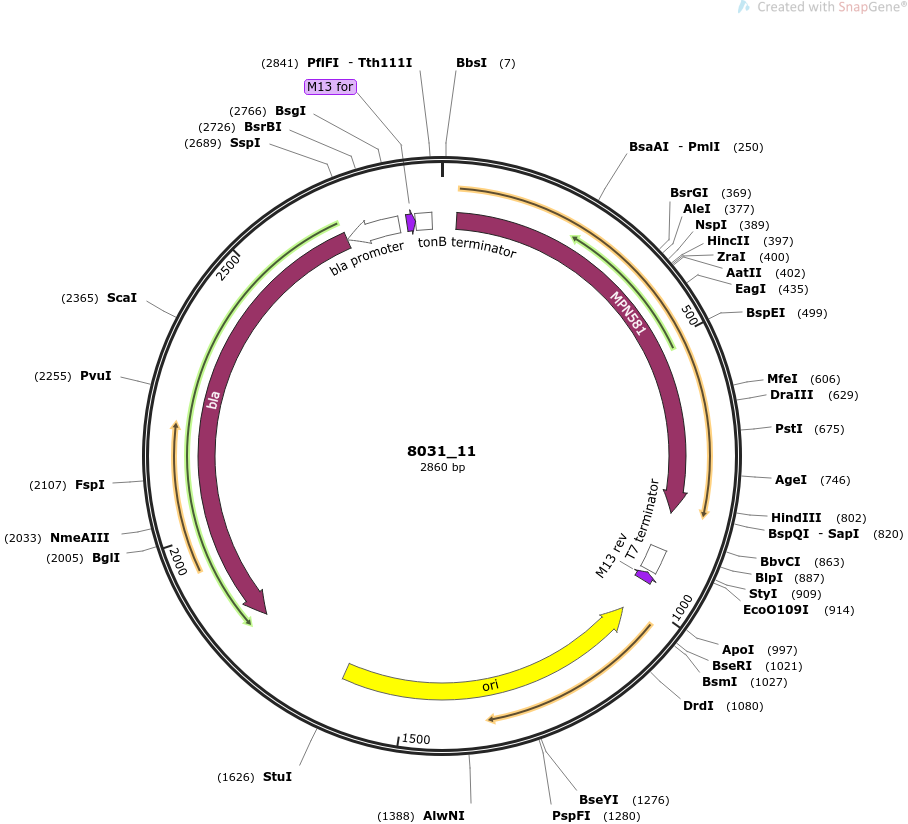 Created with SnapGene®
(2841) PflFI - Tth111I
BbsI (7)
M13 for
(2766) BsgI
(2726) BsrBI
(2689) SspI
BsaAI - PmlI (250)
BsrGI (369)
AleI (377)
NspI (389)
HincII (397)
ZraI (400)
AatII (402)
EagI (435)
BspEI (499)
bla promoter
tonB terminator
2500
500
MPN581
(2365) ScaI
(2255) PvuI
MfeI (606)
DraIII (629)
PstI (675)
bla
8031_11
2860 bp
AgeI (746)
(2107) FspI
HindIII (802)
BspQI - SapI (820)
(2033) NmeAIII
(2005) BglI
2000
T7 terminator
M13 rev
BbvCI (863)
BlpI (887)
StyI (909)
EcoO109I (914)
1000
ApoI (997)
BseRI (1021)
BsmI (1027)
DrdI (1080)
ori
1500
(1626) StuI
BseYI (1276)
PspFI (1280)
(1388) AlwNI